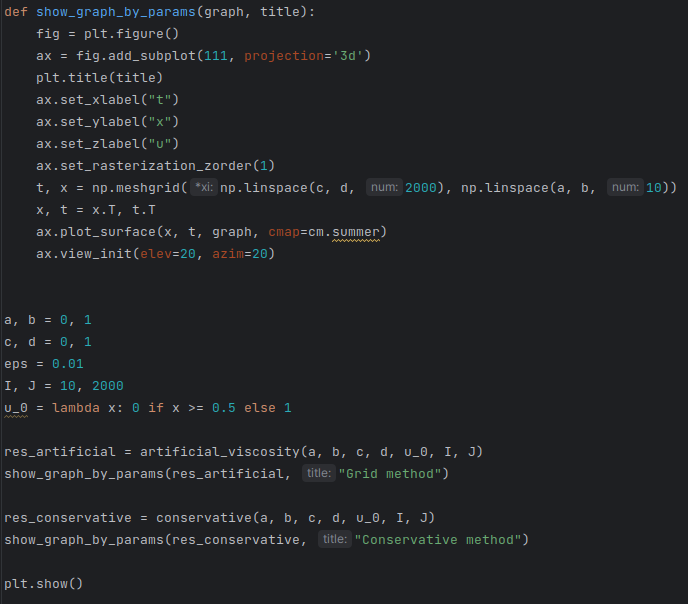 def show_graph_by_params(graph, title):
    fig = plt.figure()
    ax = fig.add_subplot(111, projection='3d')
    plt.title(title)
    ax.set_xlabel("t")
    ax.set_ylabel("x")
    ax.set_zlabel("u")
    ax.set_rasterization_zorder(1)
    t, x = np.meshgrid( *xi: np.linspace(c, d, num: 2000), np.linspace(a, b, num: 10))
    x, t = x.T, t.T
    ax.plot_surface(x, t, graph, cmap=cm.summer)
    ax.view_init(elev=20, azim=20)
a, b = 0, 1
c, d = 0, 1
eps = 0.01
I, J = 10, 2000
u_0 = lambda x: 0 if x >= 0.5 else 1
res_artificial = artificial_viscosity(a, b, c, d, u_0, I, J)
show_graph_by_params(res_artificial, title: "Grid method")
res_conservative = conservative(a, b, c, d, u_0, I, J)
show_graph_by_params(res_conservative, title: "Conservative method")
plt.show()